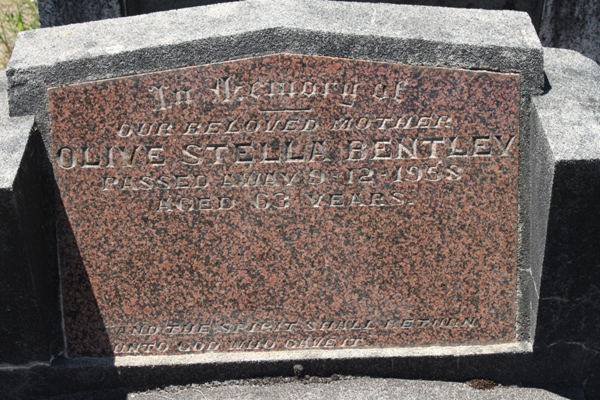 In Memory of
OUR BELOVED MOTHER
OLIVE STELLA BENTLEY
PASSED AWAY 9-12-1958
AGED 63 YEARS.
AND THE SPIRIT SHALL RETURN
UNTO GOD WHO GAVE IT.